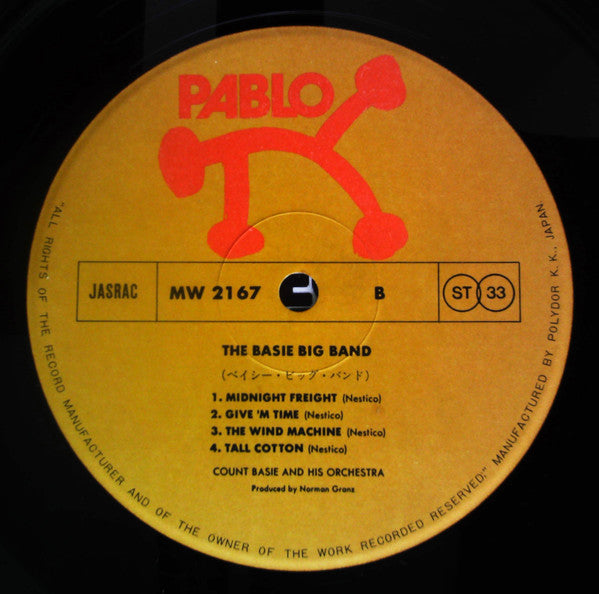 PABLO
JASRAC MW 2167 B ST 33
THE BASIE BIG BAND
(ベイシー・ビッグ・バンド)
1. MIDNIGHT FREIGHT (Nestico)
2. GIVE 'M TIME (Nestico)
3. THE WIND MACHINE (Nestico)
4. TALL COTTON (Nestico)
COUNT BASIE AND HIS ORCHESTRA
Produced by Norman Granz
"ALL RIGHTS OF THE RECORD MANUFACTURER AND OF THE OWNER OF THE WORK RECORDED RESERVED." MANUFACTURED BY POLYDOR K. K., JAPAN